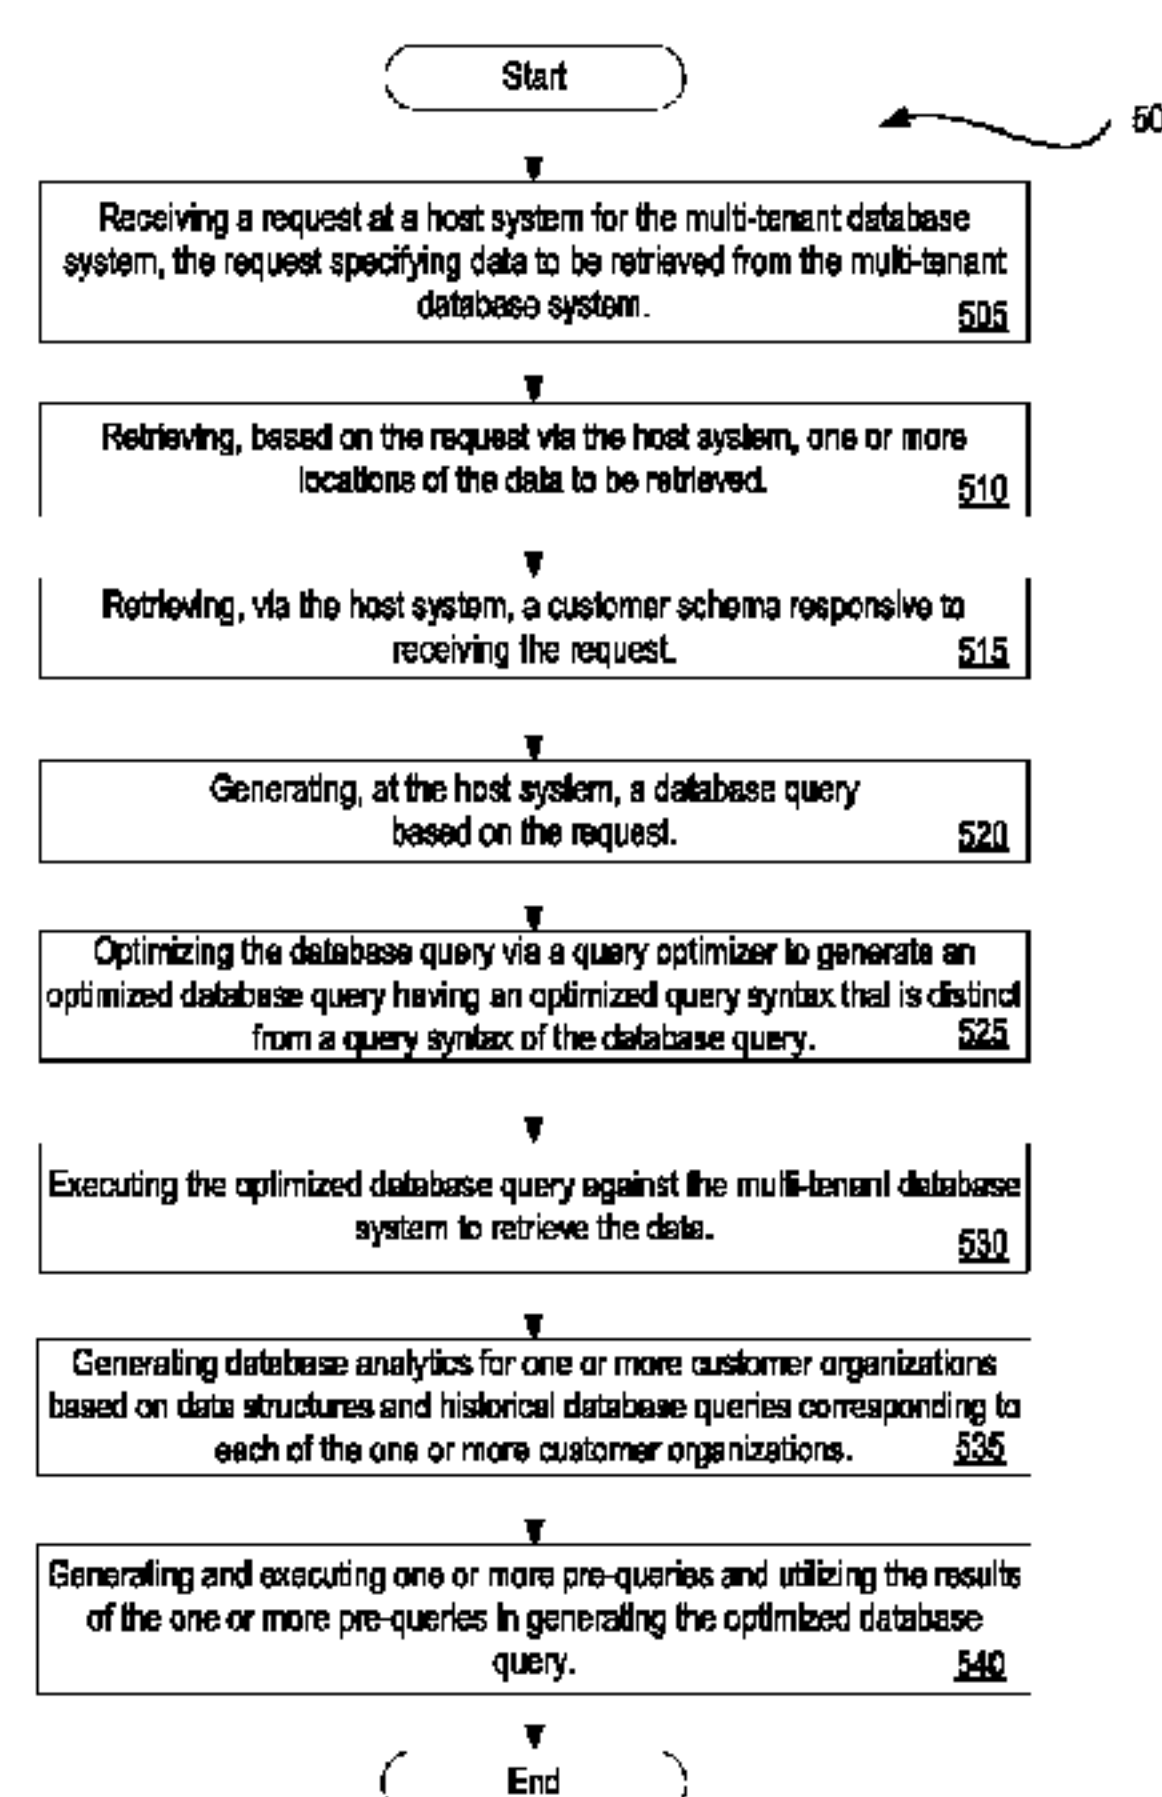 Start
50
Receiving a request at a host system for the multi-tenant database
system, the request specifying data to be retrieved from the multi-tenant
database system.
505
Retrieving, based on the request via the host system, one or more
locations of the data to be retrieved.
510
Retrieving, via the host system, a customer schema responsive to
receiving the request.
515
Generating, at the host system, a database query
based on the request.
520
Optimizing the database query via a query optimizer to generate an
optimized database query having an optimized query syntax that is distinct
from a query syntax of the database query.
525
Executing the optimized database query against the multi-tenant database
system to retrieve the data.
530
Generating database analytics for one or more customer organizations
based on data structures and historical database queries corresponding to
each of the one or more customer organizations.
535
Generating and executing one or more pre-queries and utilizing the results
of the one or more pre-queries in generating the optimized database
query.
540
End